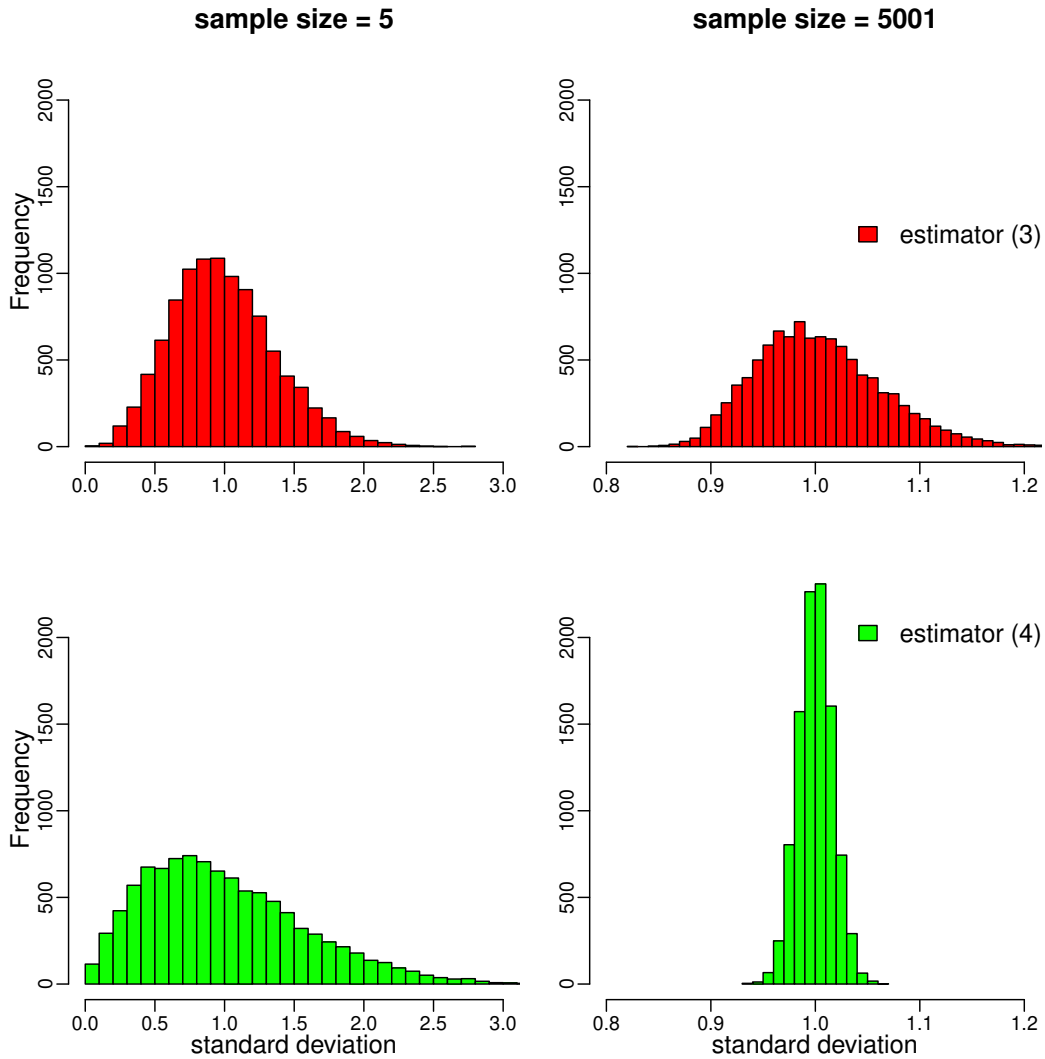 sample size = 5
sample size = 5001
Frequency
0
500
1000
1500
2000
0.0 0.5 1.0 1.5 2.0 2.5 3.0
0
500
1000
1500
2000
estimator (3)
0.8 0.9 1.0 1.1 1.2
Frequency
0
500
1000
1500
2000
0.0 0.5 1.0 1.5 2.0 2.5 3.0
standard deviation
0
500
1000
1500
2000
estimator (4)
0.8 0.9 1.0 1.1 1.2
standard deviation